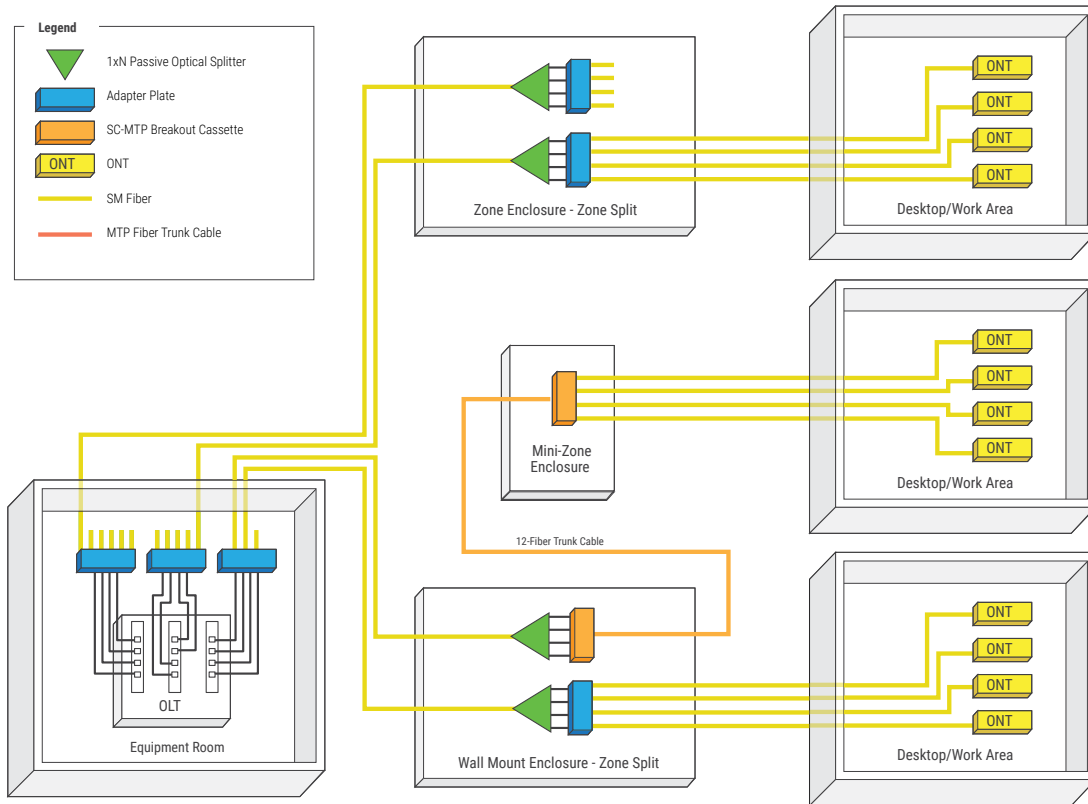 Legend
1xN Passive Optical Splitter
Adapter Plate
SC-MTP Breakout Cassette
ONT
ONT
SM Fiber
MTP Fiber Trunk Cable
Zone Enclosure - Zone Split
ONT
ONT
ONT
ONT
Desktop/Work Area
Mini-Zone
Enclosure
ONT
ONT
ONT
ONT
Desktop/Work Area
12-Fiber Trunk Cable
OLT
Equipment Room
Wall Mount Enclosure - Zone Split
ONT
ONT
ONT
ONT
Desktop/Work Area